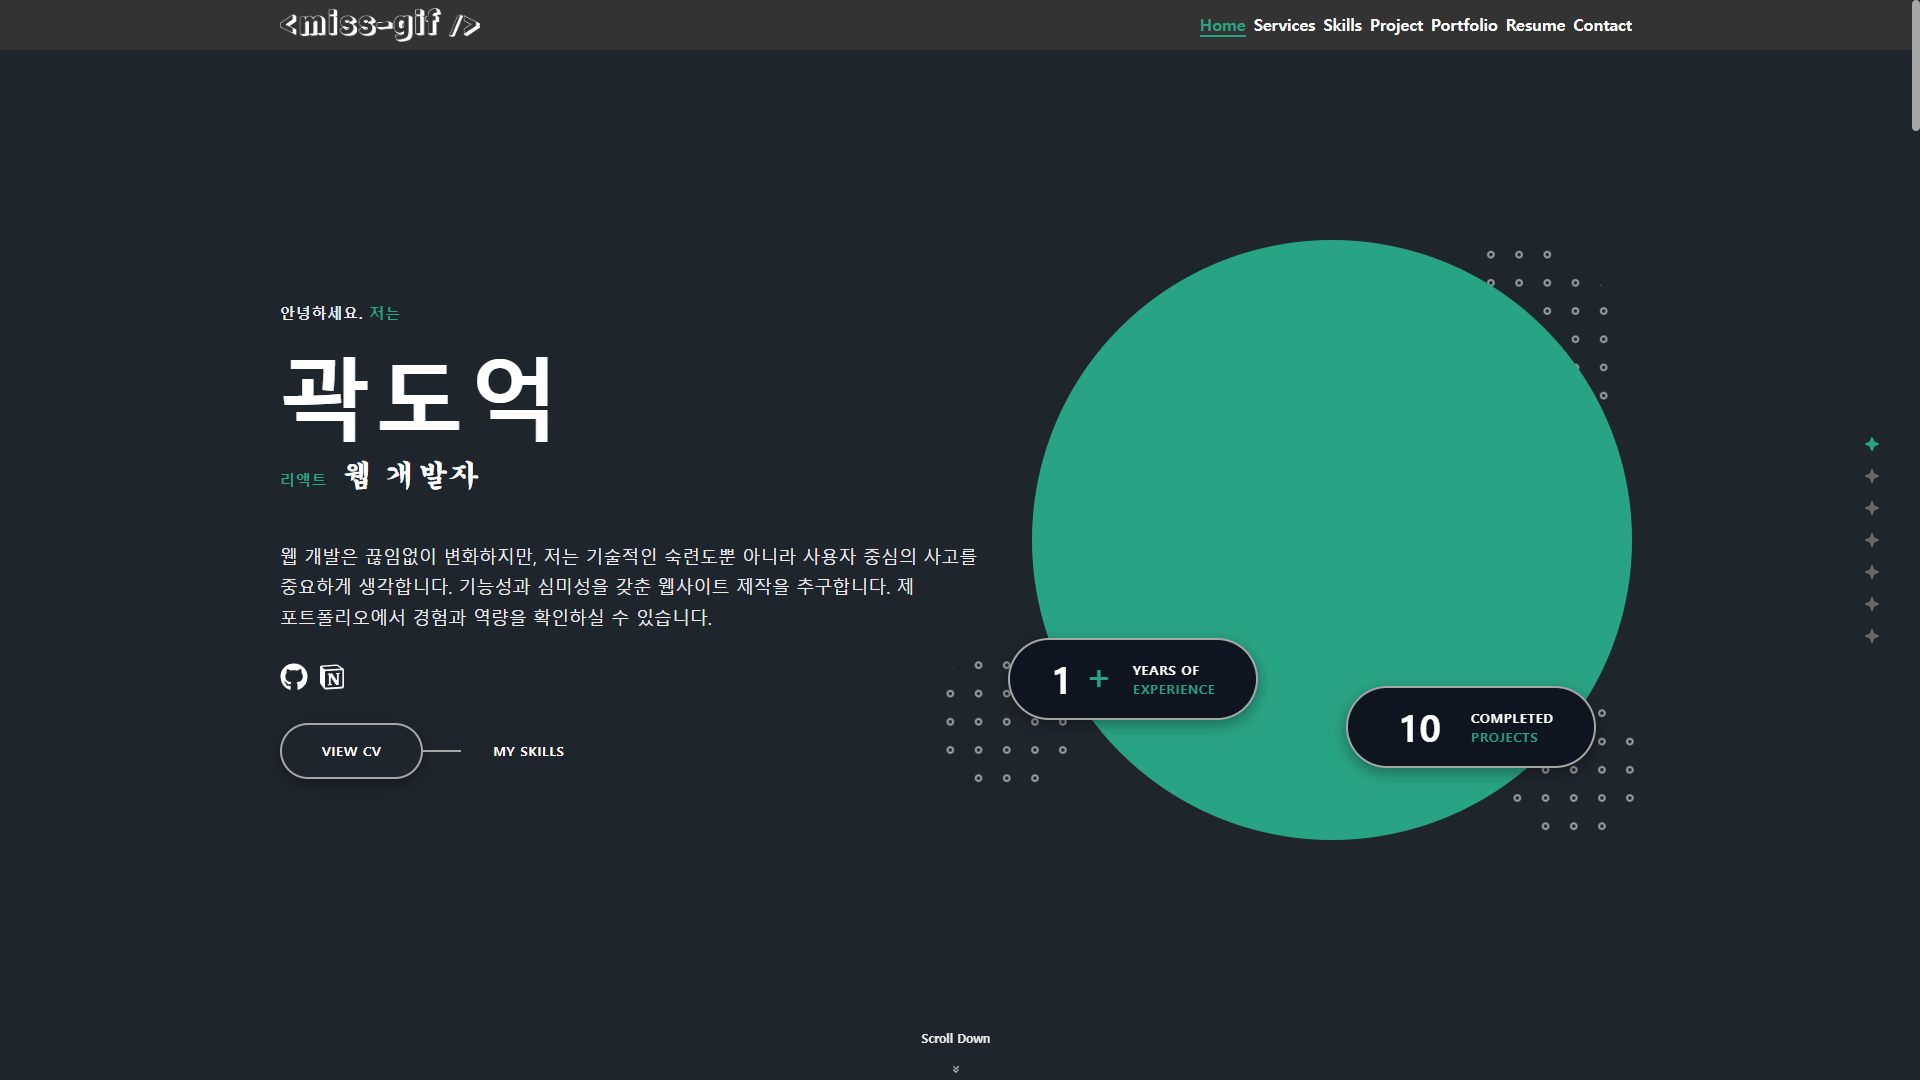 <miss-gif />
Home Services Skills Project Portfolio Resume Contact
안녕하세요. 저는
곽도억
리액트 웹 개발자
웹 개발은 끊임없이 변화하지만, 저는 기술적인 숙련도뿐 아니라 사용자 중심의 사고를
중요하게 생각합니다. 기능성과 심미성을 갖춘 웹사이트 제작을 추구합니다. 제
포트폴리오에서 경험과 역량을 확인하실 수 있습니다.
VIEW CV
MY SKILLS
1 +
YEARS OF
EXPERIENCE
10
COMPLETED
PROJECTS
Scroll Down